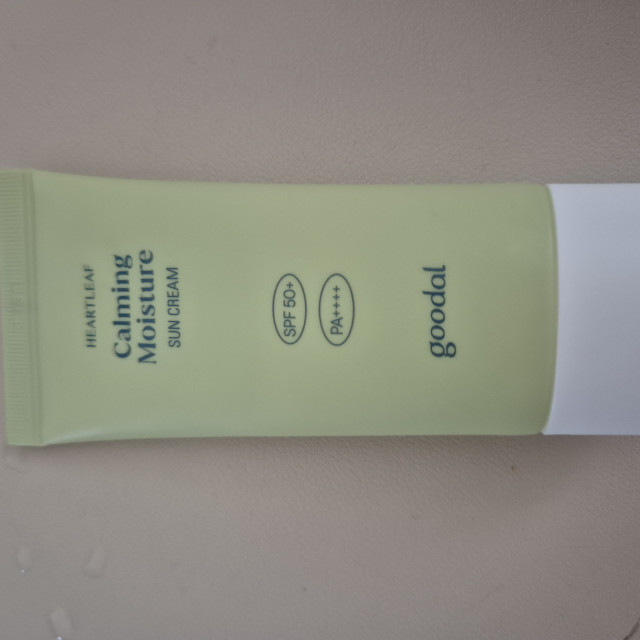 HEARTLEAF
Calming
Moisture
SUN CREAM
SPF 50+
PA++++
goodal